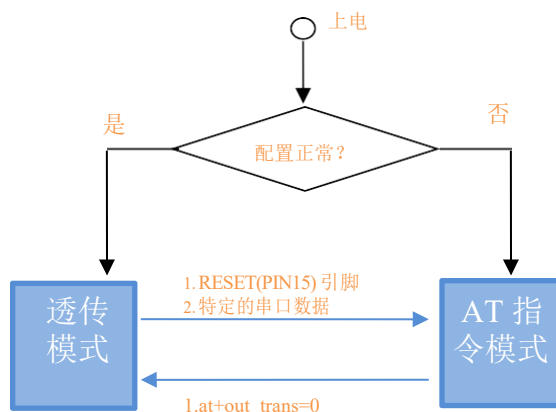 上电
是
否
配置正常？
1.RESET(PIN15) 引脚
2.特定的串口数据
透传
模式
AT 指
令模式
1.at+out_trans=0